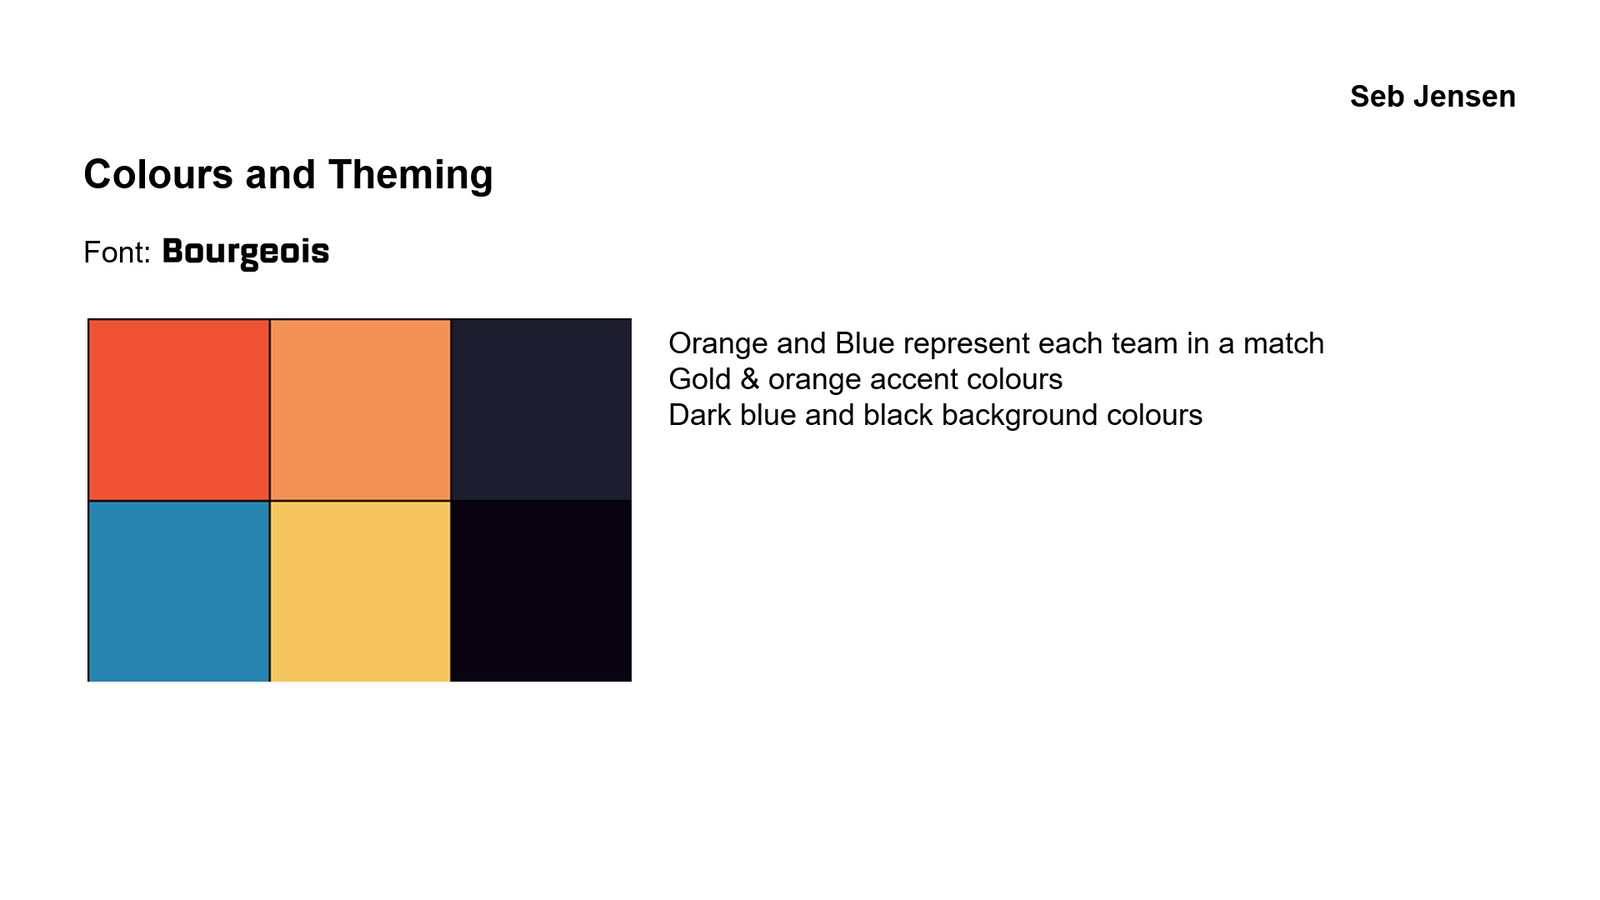 Seb Jensen
Colours and Theming
Font: Bourgeois
Orange and Blue represent each team in a match
Gold & orange accent colours
Dark blue and black background colours